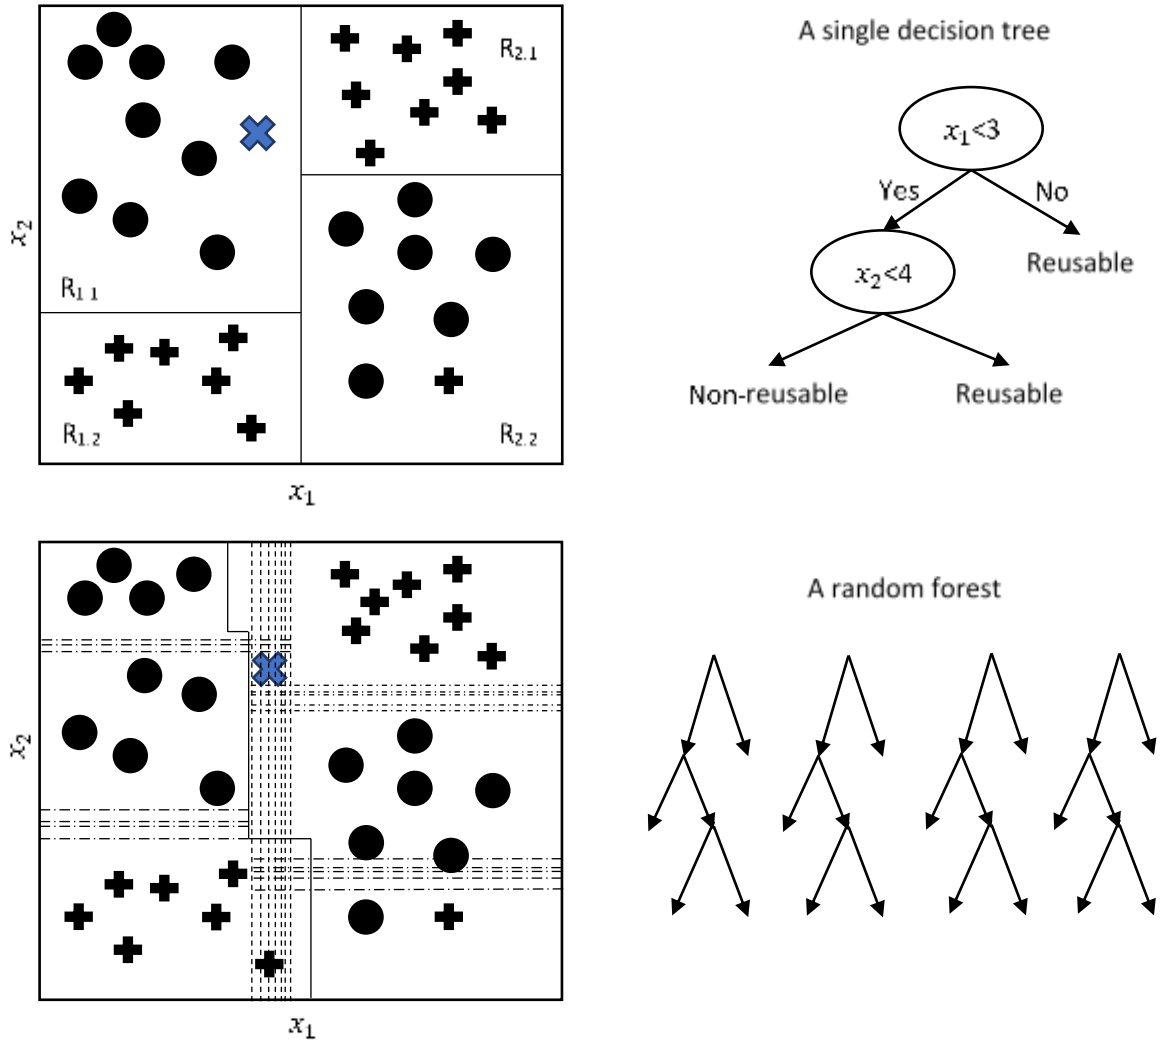 A single decision tree
R2.1
x1<3
Yes
No
x2
Reusable
x2<4
R1 1
Non-reusable
Reusable
R1.2
R2.2
x1
A random forest
x2
x1